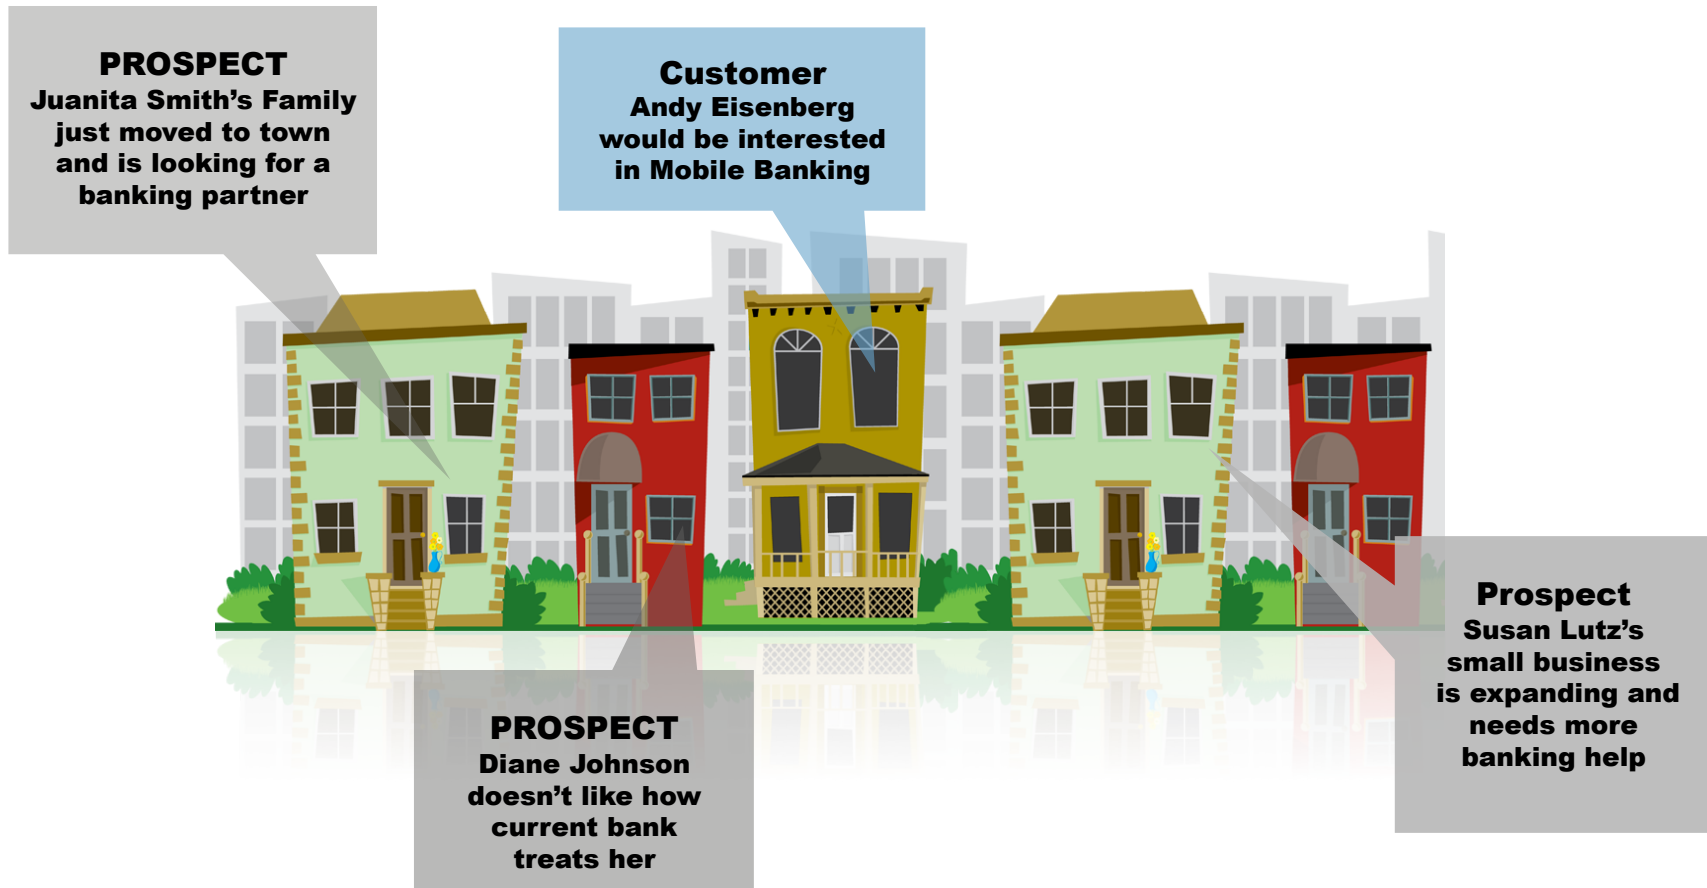 PROSPECT
Juanita Smith’s Family
just moved to town
and is looking for a
banking partner
Customer
Andy Eisenberg
would be interested
in Mobile Banking
PROSPECT
Diane Johnson
doesn’t like how
current bank
treats her
Prospect
Susan Lutz’s
small business
is expanding and
needs more
banking help